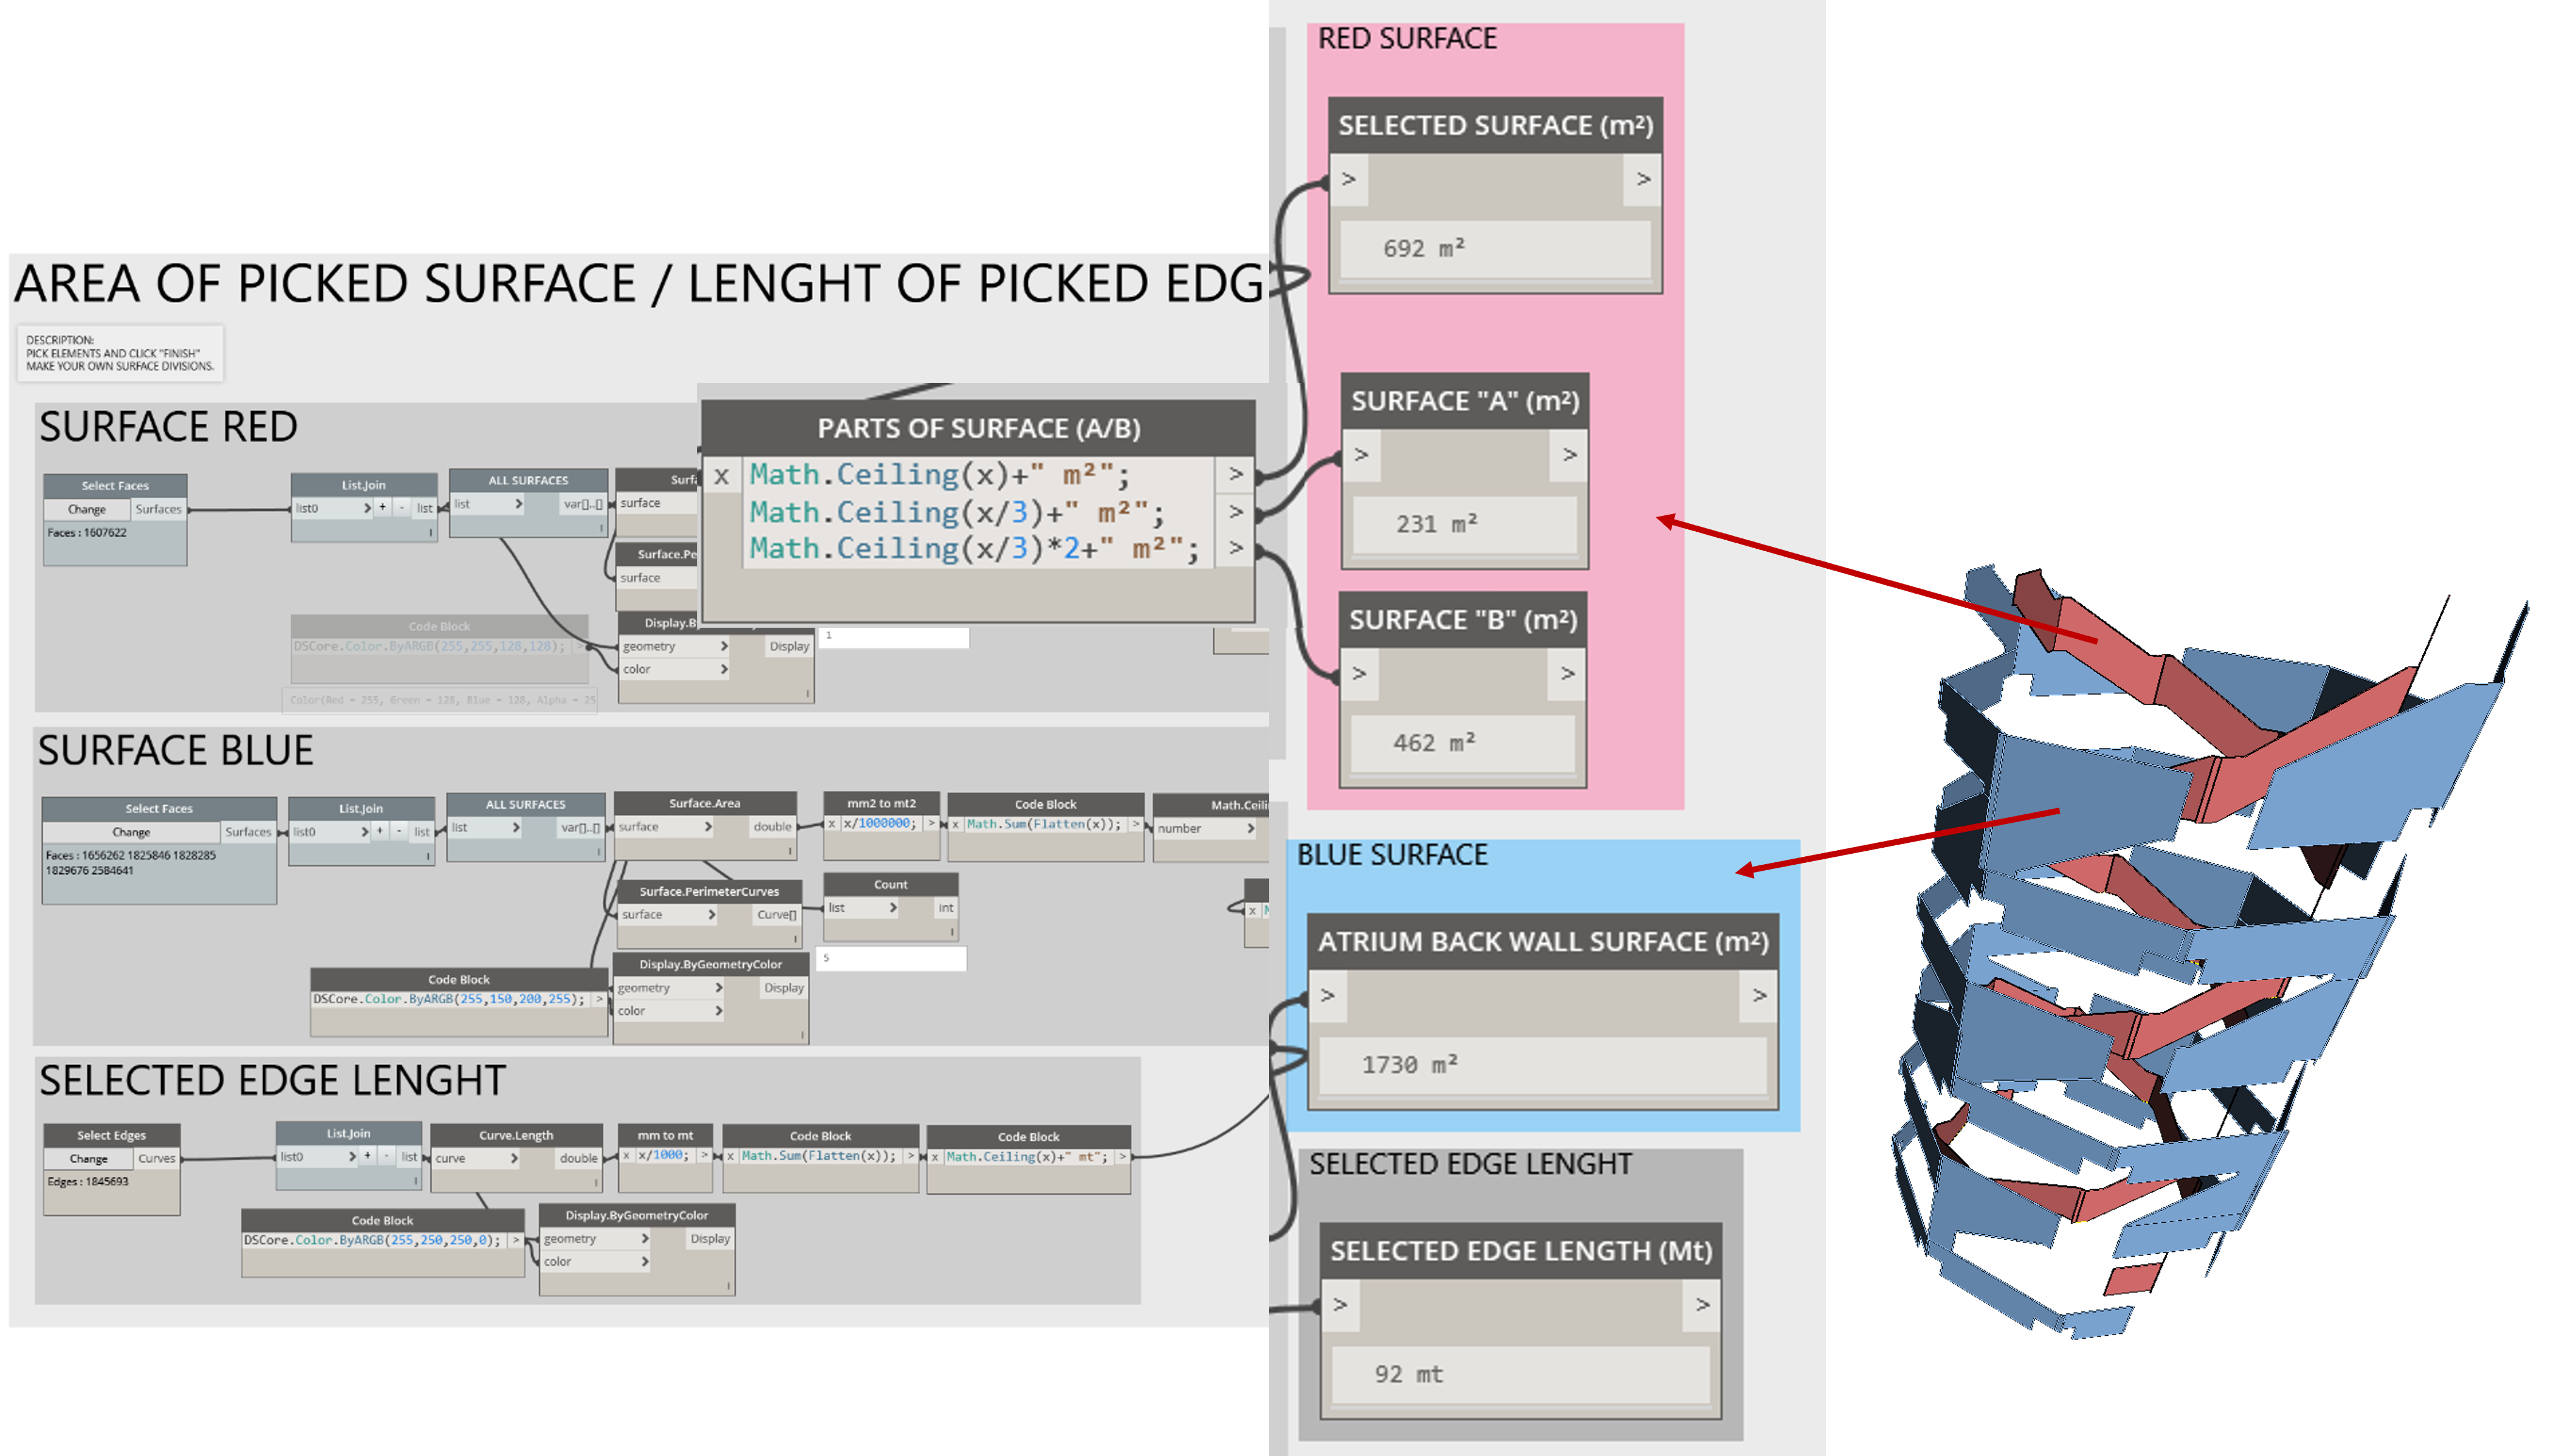 AREA OF PICKED SURFACE / LENGHT OF PICKED EDG
DESCRIPTION:
PICK ELEMENTS AND CLICK "FINISH"
MAKE YOUR OWN SURFACE DIVISIONS.
SURFACE RED
Select Faces
Change Surfaces
Faces : 1607622
List.Join
list0 > + - list
ALL SURFACES
list > var[]..[]
Surfa
surface
Surface.Pe
surface
Code Block
DSCore.Color.ByARGB(255,255,128,128); >
Color(Red = 255, Green = 128, Blue = 128, Alpha = 25
Display.B
geometry > Display
color >
1
PARTS OF SURFACE (A/B)
x Math.Ceiling(x)+" m²"; >
Math.Ceiling(x/3)+" m²"; >
Math.Ceiling(x/3)*2+" m²"; >
SURFACE BLUE
Select Faces
Change Surfaces
Faces : 1656262 1825846 1828285
1829676 2584641
List.Join
list0 > + - list
ALL SURFACES
list > var[]..[]
Surface.Area
surface > double
mm2 to mt2
x x/1000000; >
Code Block
x Math.Sum(Flatten(x)); >
Math.Ceili
number >
Surface.PerimeterCurves
surface > Curve[]
Count
list > int
5
x M
Code Block
DSCore.Color.ByARGB(255,150,200,255); >
Display.ByGeometryColor
geometry > Display
color >
SELECTED EDGE LENGHT
Select Edges
Change Curves
Edges : 1845693
List.Join
list0 > + - list
Curve.Length
curve > double
mm to mt
x x/1000; >
Code Block
x Math.Sum(Flatten(x)); >
Code Block
x Math.Ceiling(x)+" mt"; >
Code Block
DSCore.Color.ByARGB(255,250,250,0); >
Display.ByGeometryColor
geometry > Display
color >
RED SURFACE
SELECTED SURFACE (m²)
> >
692 m²
SURFACE "A" (m²)
> >
231 m²
SURFACE "B" (m²)
> >
462 m²
BLUE SURFACE
ATRIUM BACK WALL SURFACE (m²)
> >
1730 m²
SELECTED EDGE LENGHT
SELECTED EDGE LENGTH (Mt)
> >
92 mt